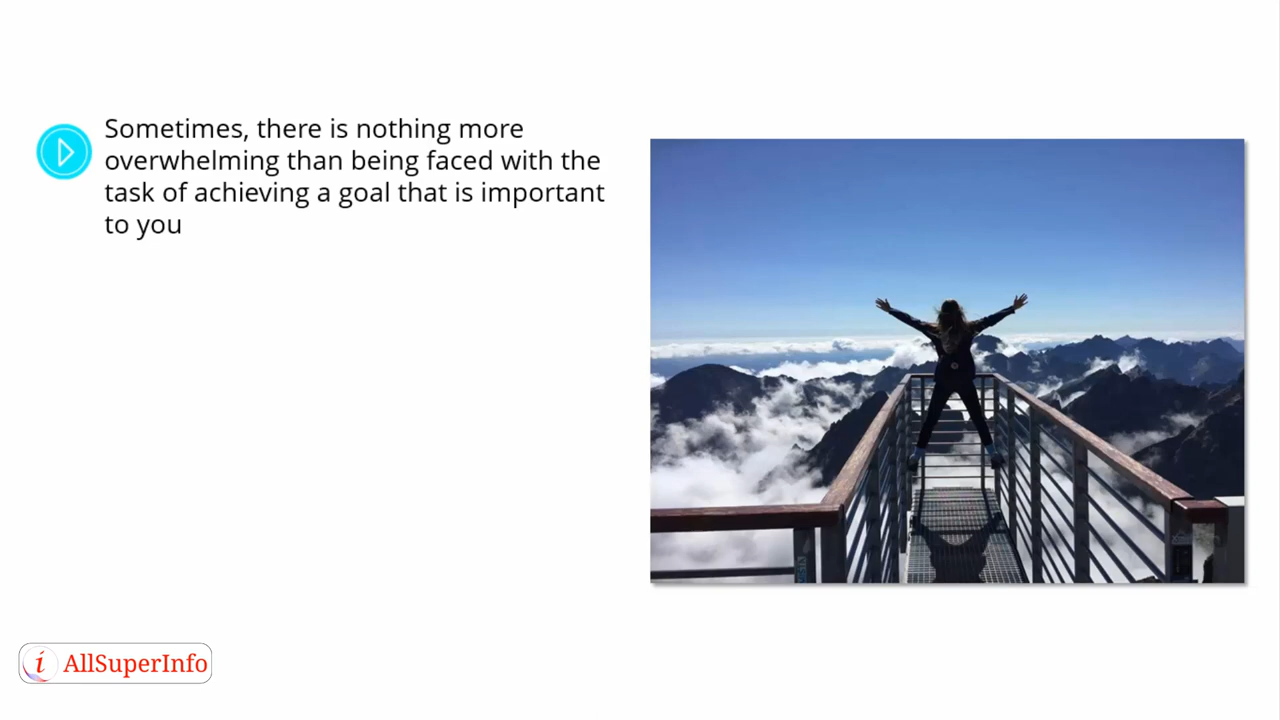 Sometimes, there is nothing more
overwhelming than being faced with the
task of achieving a goal that is important
to you
i AllSuperInfo